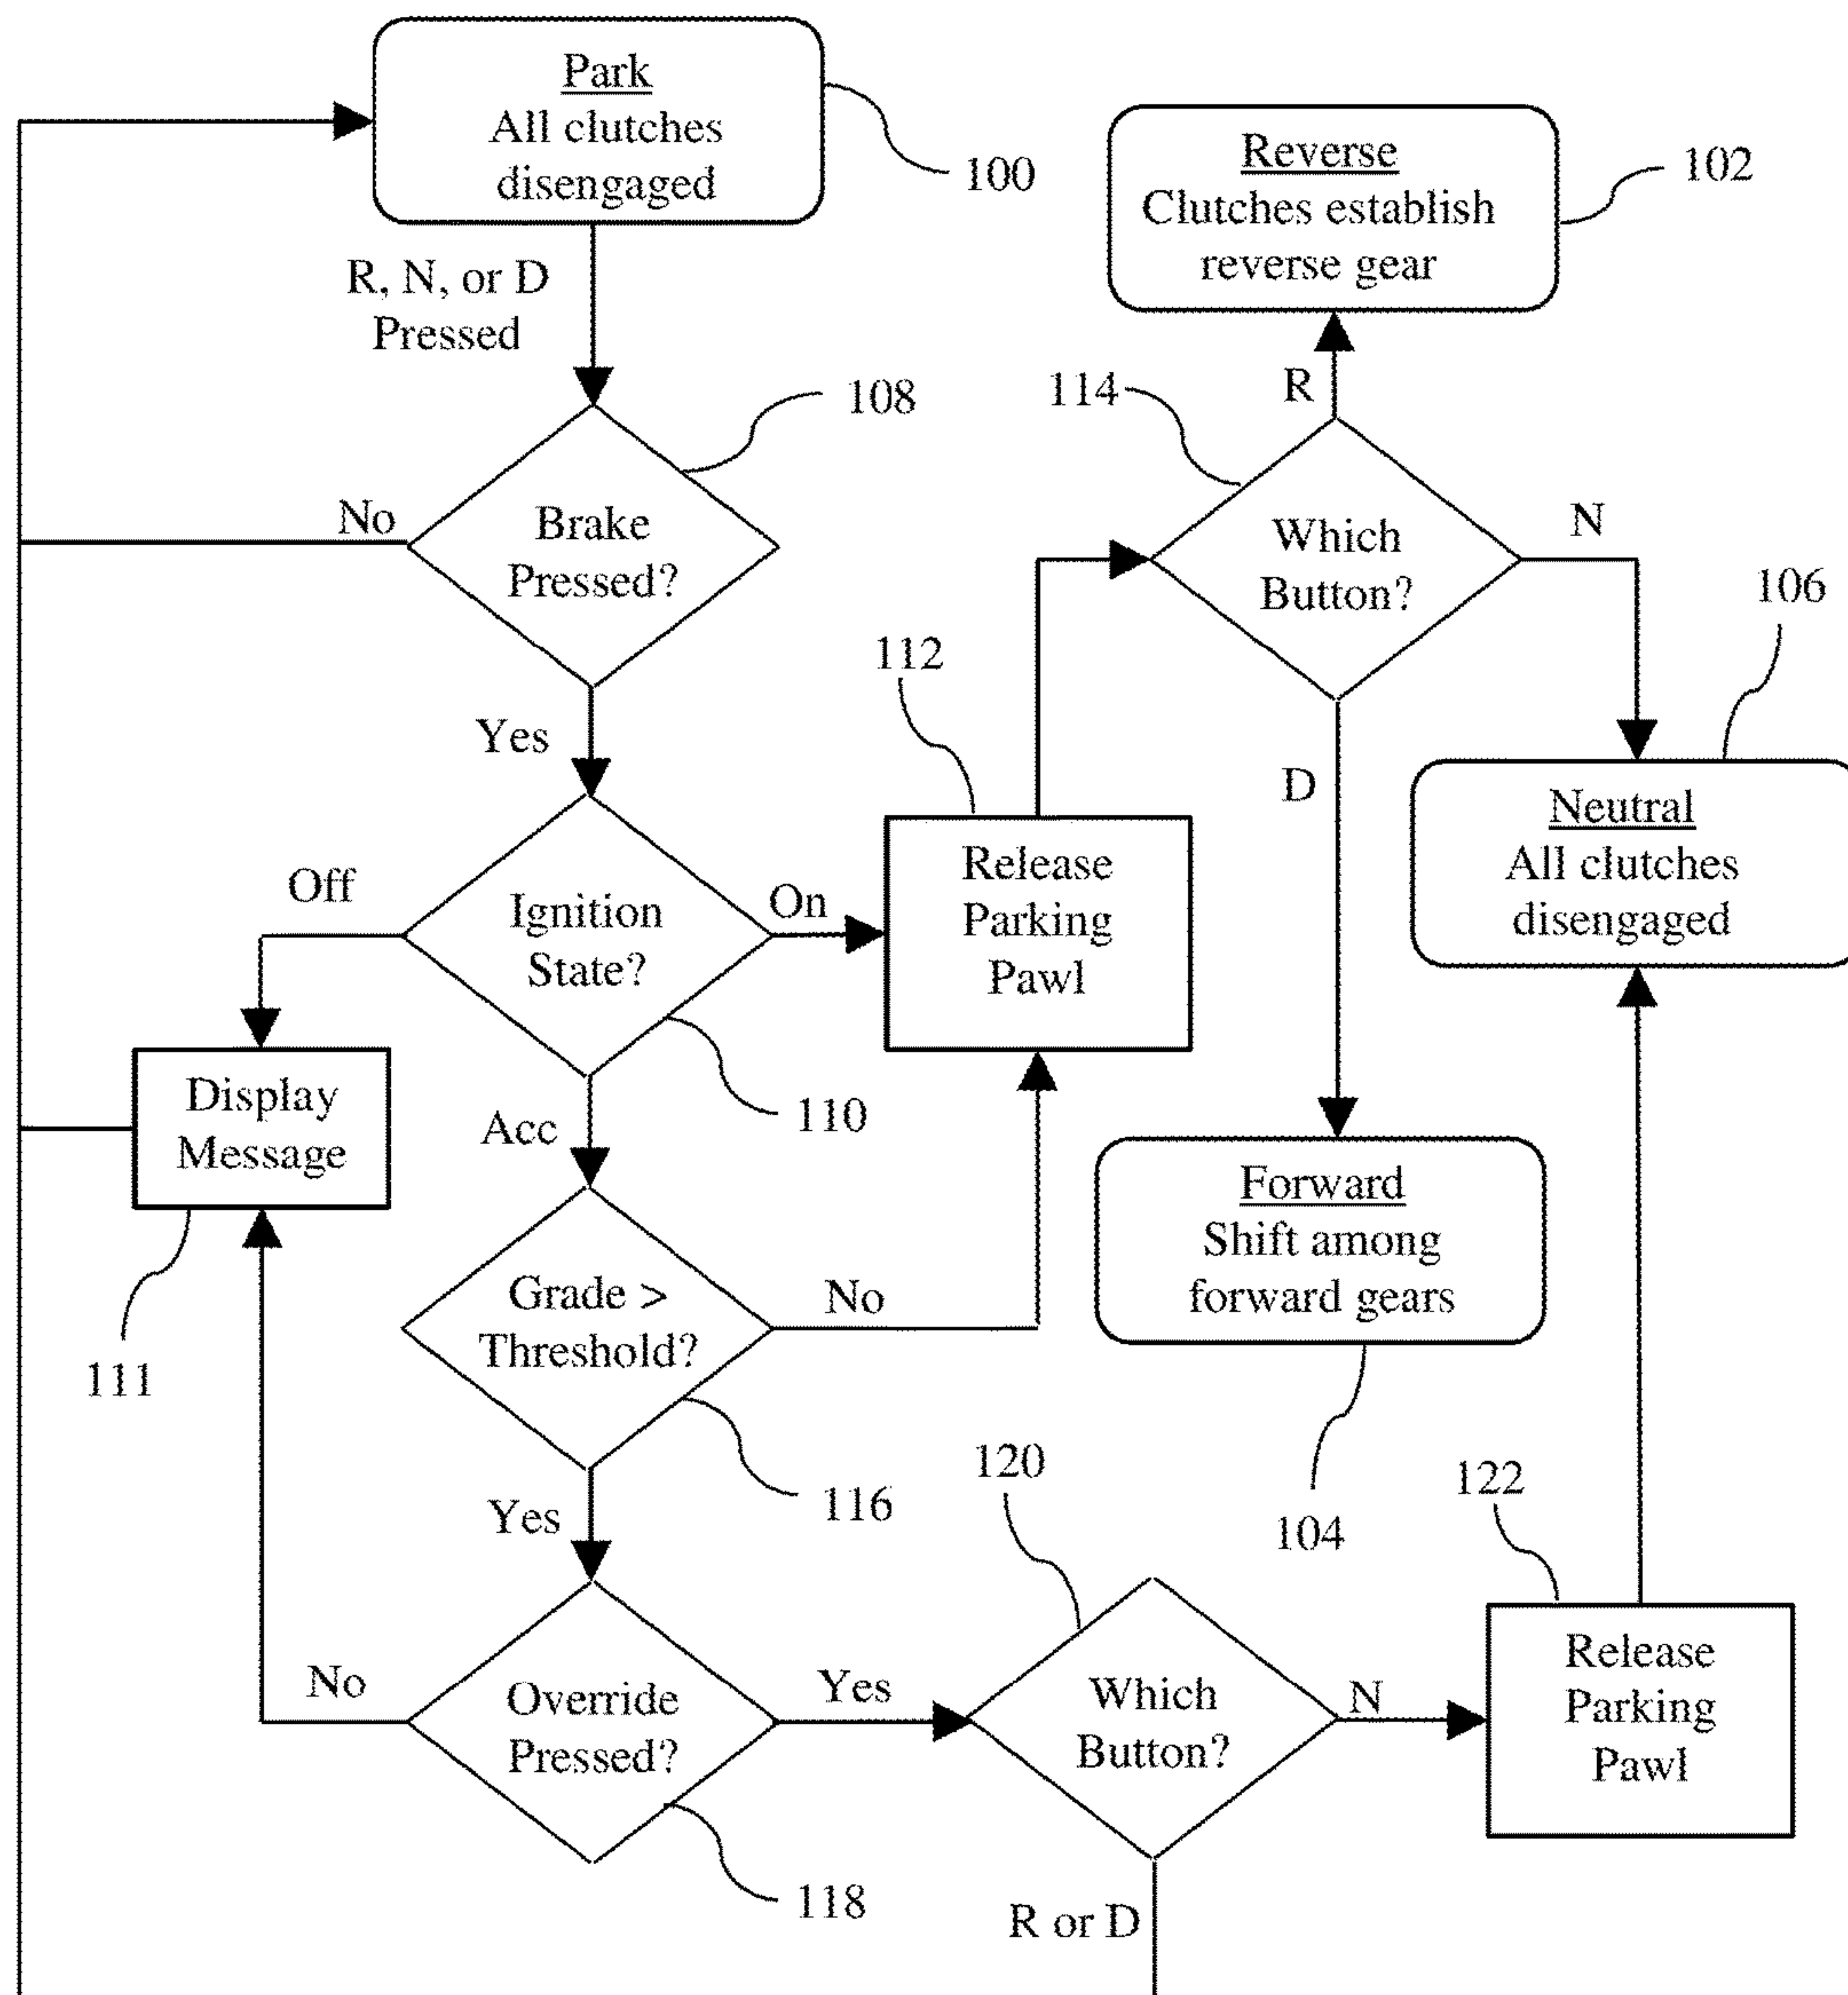 Park
All clutches
disengaged
100
R, N, or D
Pressed
108
Brake
Pressed?
No
Yes
Ignition
State?
Off
On
Acc
110
Display
Message
111
Release
Parking
Pawl
112
Which
Button?
114
R
N
D
Reverse
Clutches establish
reverse gear
102
Neutral
All clutches
disengaged
106
Forward
Shift among
forward gears
104
Grade >
Threshold?
No
Yes
116
Override
Pressed?
No
Yes
118
Which
Button?
120
N
R or D
Release
Parking
Pawl
122